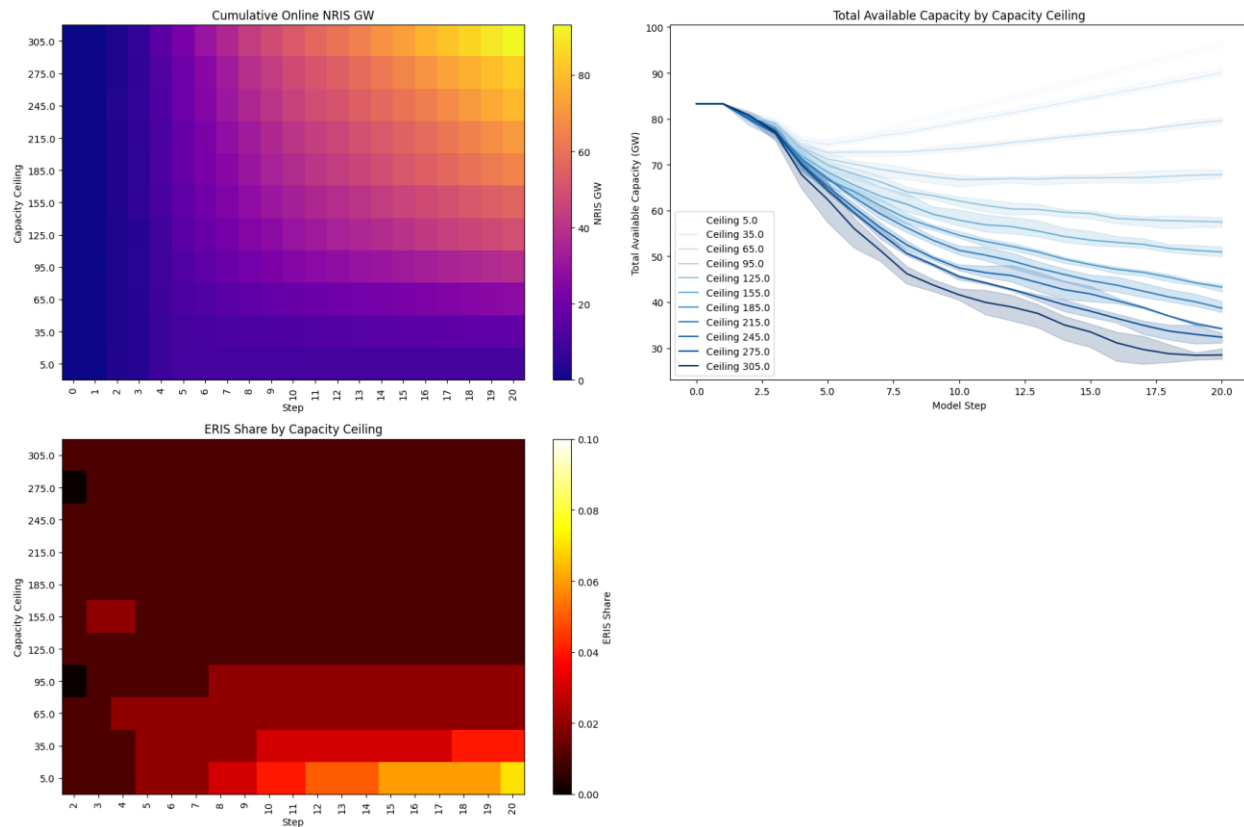 Cumulative Online NRIS GW
305.0
275.0
245.0
215.0
185.0
155.0
125.0
95.0
65.0
35.0
5.0
Capacity Ceiling
0 1 2 3 4 5 6 7 8 9 10 11 12 13 14 15 16 17 18 19 20
Step
80
60
40
20
0
NRIS GW
Total Available Capacity by Capacity Ceiling
100
90
80
70
60
50
40
30
Total Available Capacity (GW)
Ceiling 5.0
Ceiling 35.0
Ceiling 65.0
Ceiling 95.0
Ceiling 125.0
Ceiling 155.0
Ceiling 185.0
Ceiling 215.0
Ceiling 245.0
Ceiling 275.0
Ceiling 305.0
0.0 2.5 5.0 7.5 10.0 12.5 15.0 17.5 20.0
Model Step
ERIS Share by Capacity Ceiling
305.0
275.0
245.0
215.0
185.0
155.0
125.0
95.0
65.0
35.0
5.0
Capacity Ceiling
2 3 4 5 6 7 8 9 10 11 12 13 14 15 16 17 18 19 20
Step
0.10
0.08
0.06
0.04
0.02
0.00
ERIS Share